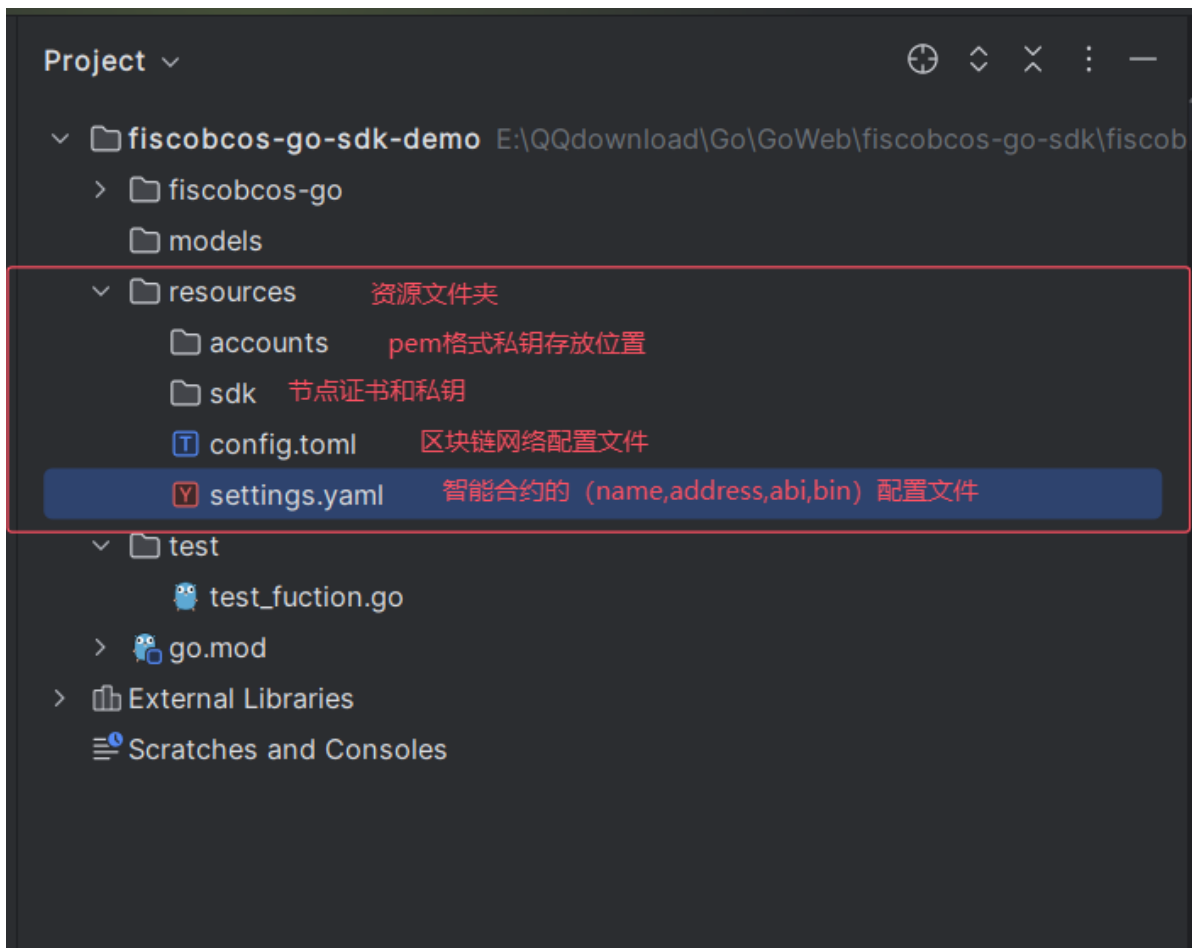 Project
fiscobcos-go-sdk-demo E:\QQdownload\Go\GoWeb\fiscobcos-go-sdk\fiscob
fiscobcos-go
models
resources 资源文件夹
accounts pem格式私钥存放位置
sdk 节点证书和私钥
config.toml 区块链网络配置文件
settings.yaml 智能合约的（name,address,abi,bin）配置文件
test
test_fuction.go
go.mod
External Libraries
Scratches and Consoles